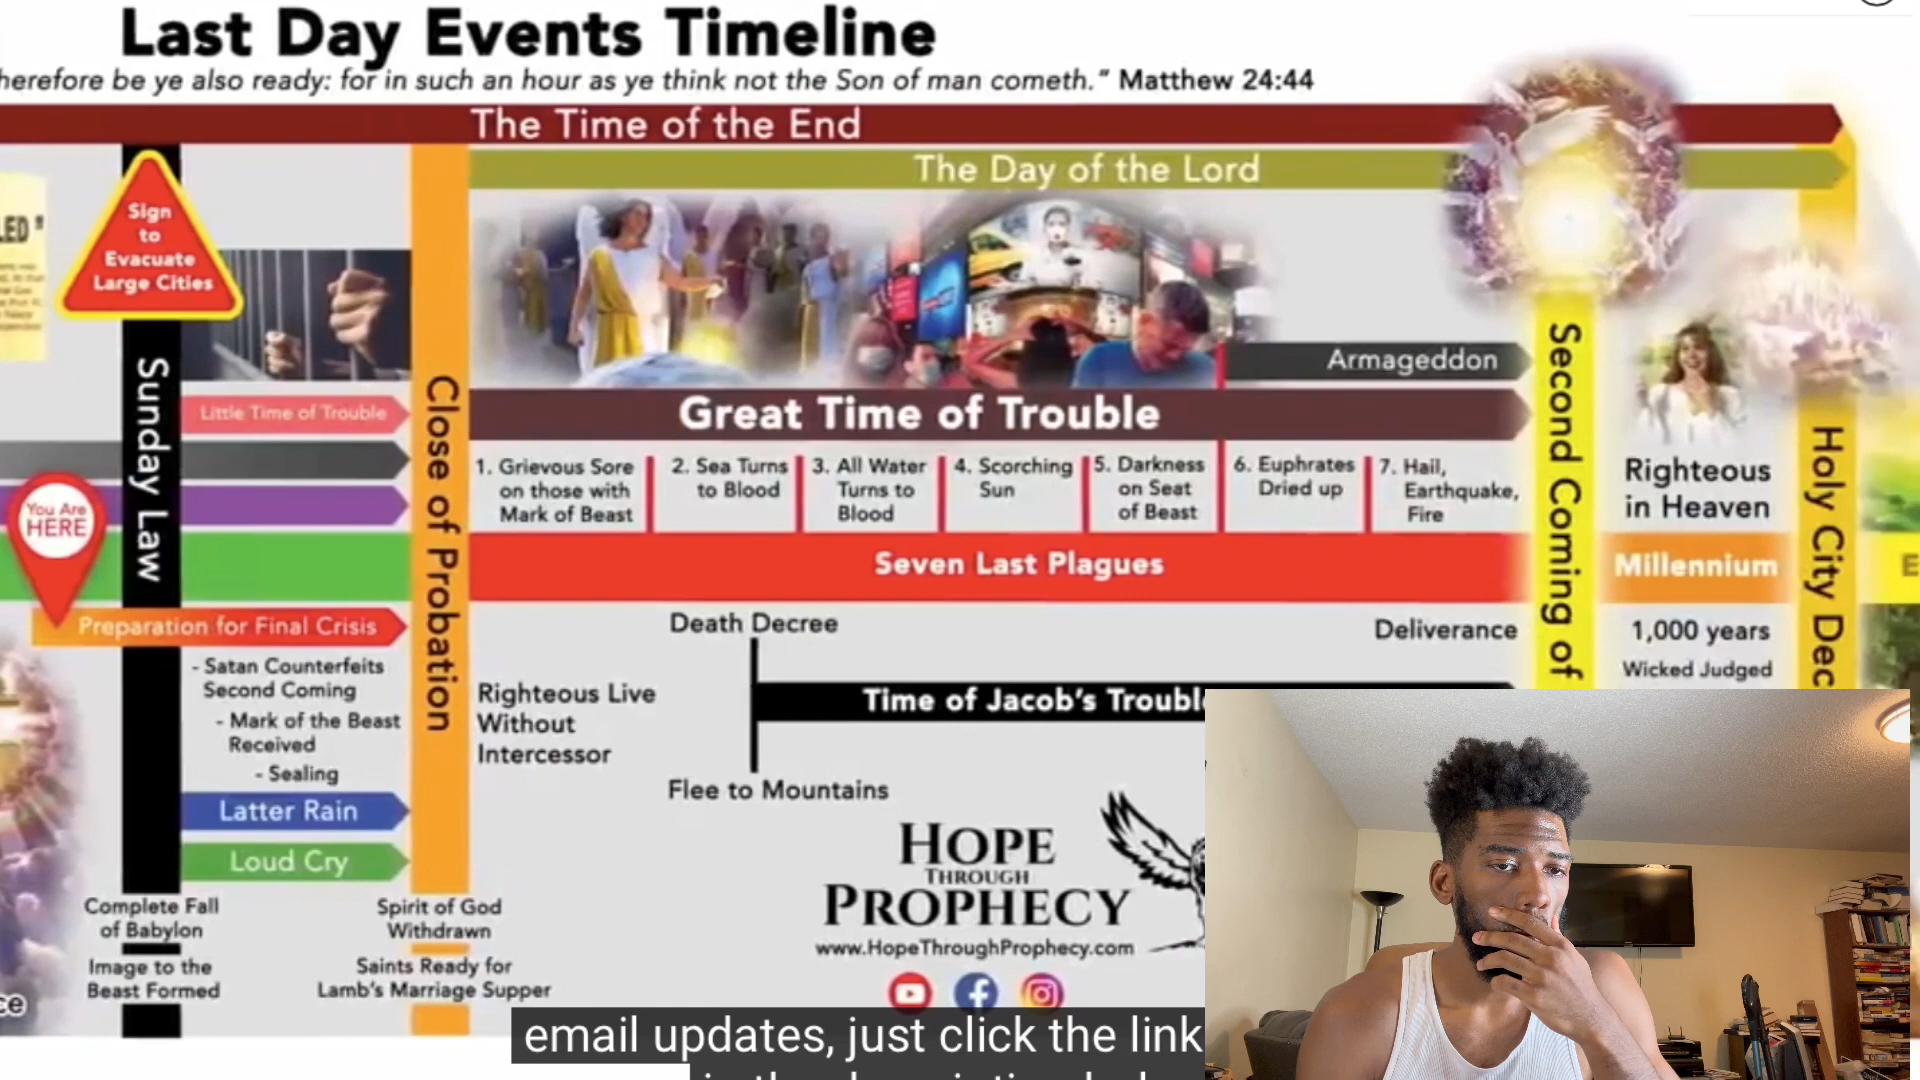 Last Day Events Timeline
herefore be ye also ready: for in such an hour as ye think not the Son of man cometh." Matthew 24:44
The Time of the End
The Day of the Lord
LED"
Sign
to
Evacuate
Large Cities
Sunday Law
Little Time of Trouble
You Are
HERE
Preparation for Final Crisis
- Satan Counterfeits
Second Coming
- Mark of the Beast
Received
- Sealing
Latter Rain
Loud Cry
Complete Fall
of Babylon
Image to the
Beast Formed
ce
Close of Probation
Spirit of God
Withdrawn
Saints Ready for
Lamb's Marriage Supper
Armageddon
Great Time of Trouble
1. Grievous Sore
on those with
Mark of Beast
2. Sea Turns
to Blood
3. All Water
Turns to
Blood
4. Scorching
Sun
5. Darkness
on Seat
of Beast
6. Euphrates
Dried up
7. Hail,
Earthquake,
Fire
Seven Last Plagues
Death Decree
Deliverance
Righteous Live
Without
Intercessor
Time of Jacob's Trouble
Flee to Mountains
HOPE
THROUGH
PROPHECY
www.HopeThroughProphecy.com
Second Coming of
Righteous
in Heaven
Millennium
1,000 years
Wicked Judged
Holy City Dec
E
email updates, just click the link